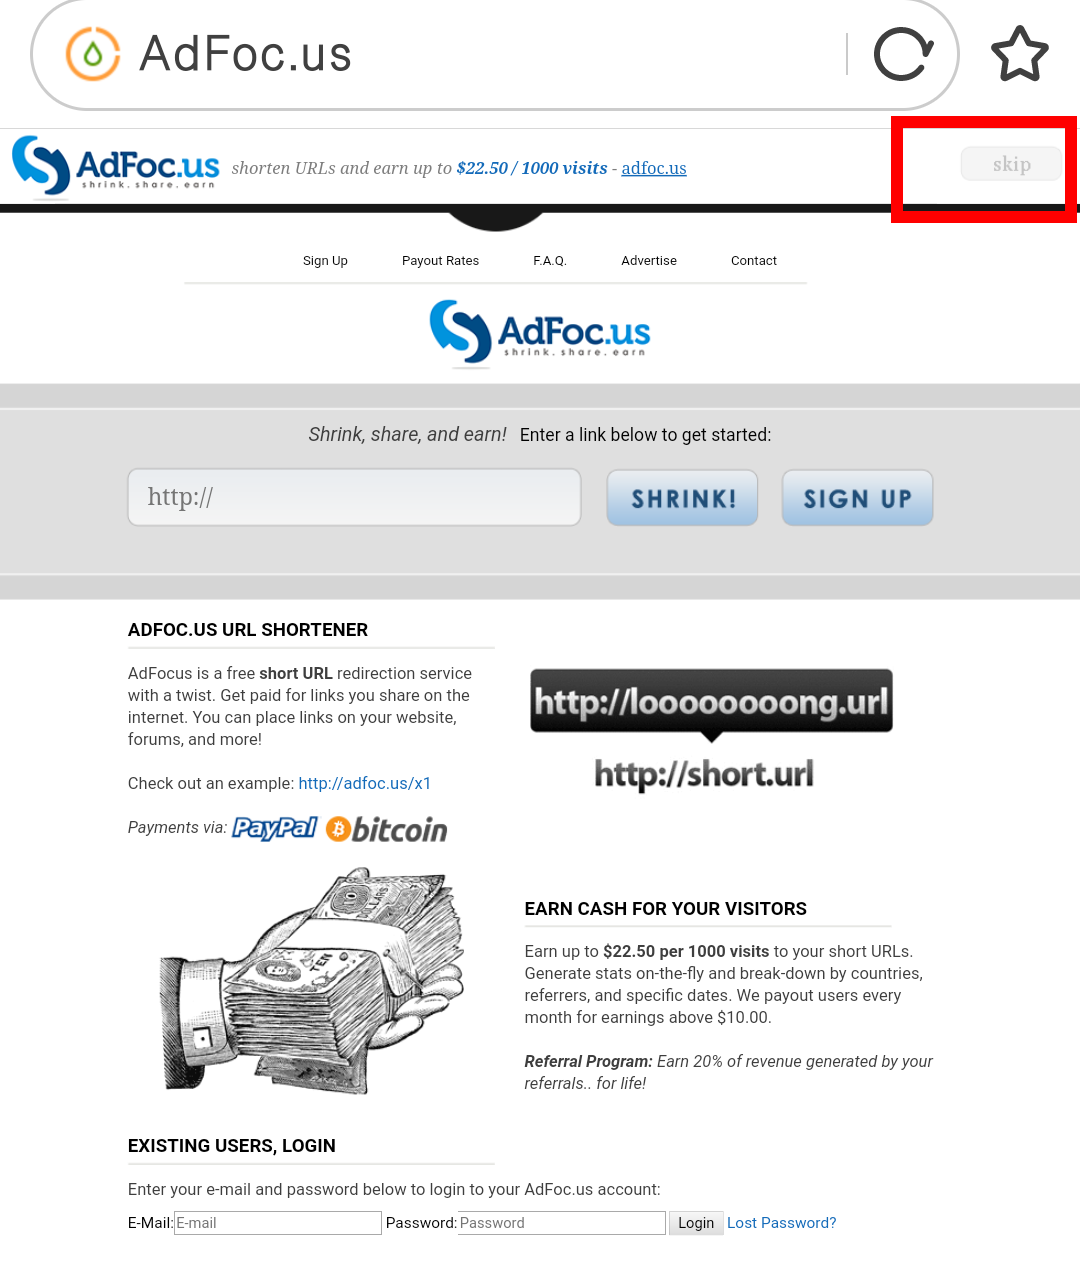 AdFoc.us
AdFoc.us shorten URLs and earn up to $22.50 / 1000 visits - adfoc.us skip
shrink. share. earn
Sign Up Payout Rates F.A.Q. Advertise Contact
AdFoc.us
shrink. share. earn
Shrink, share, and earn! Enter a link below to get started:
http:// SHRINK! SIGN UP
ADFOC.US URL SHORTENER
AdFocus is a free short URL redirection service
with a twist. Get paid for links you share on the
internet. You can place links on your website,
forums, and more!
Check out an example: http://adfoc.us/x1
Payments via: PayPal bitcoin
http://loooooooong.url
http://short.url
TEN
EARN CASH FOR YOUR VISITORS
Earn up to $22.50 per 1000 visits to your short URLs.
Generate stats on-the-fly and break-down by countries,
referrers, and specific dates. We payout users every
month for earnings above $10.00.
Referral Program: Earn 20% of revenue generated by your
referrals.. for life!
EXISTING USERS, LOGIN
Enter your e-mail and password below to login to your AdFoc.us account:
E-Mail: E-mail Password: Password Login Lost Password?